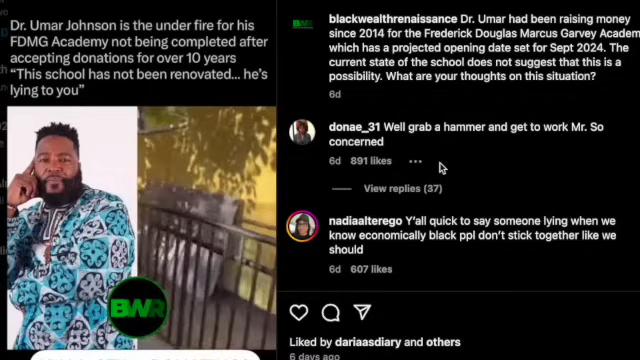 Dr. Umar Johnson is the under fire for his
FDMG Academy not being completed after
accepting donations for over 10 years
“This school has not been renovated... he's
lying to you”
BWR
blackwealthrenaissance Dr. Umar had been raising money
since 2014 for the Frederick Douglas Marcus Garvey Academ
which has a projected opening date set for Sept 2024. The
current state of the school does not suggest that this is a
possibility. What are your thoughts on this situation?
6d
donae_31 Well grab a hammer and get to work Mr. So
concerned
6d 891 likes ...
View replies (37)
nadiaalterego Y'all quick to say someone lying when we
know economically black ppl don't stick together like we
should
6d 607 likes
Liked by dariaasdiary and others
6 days ago